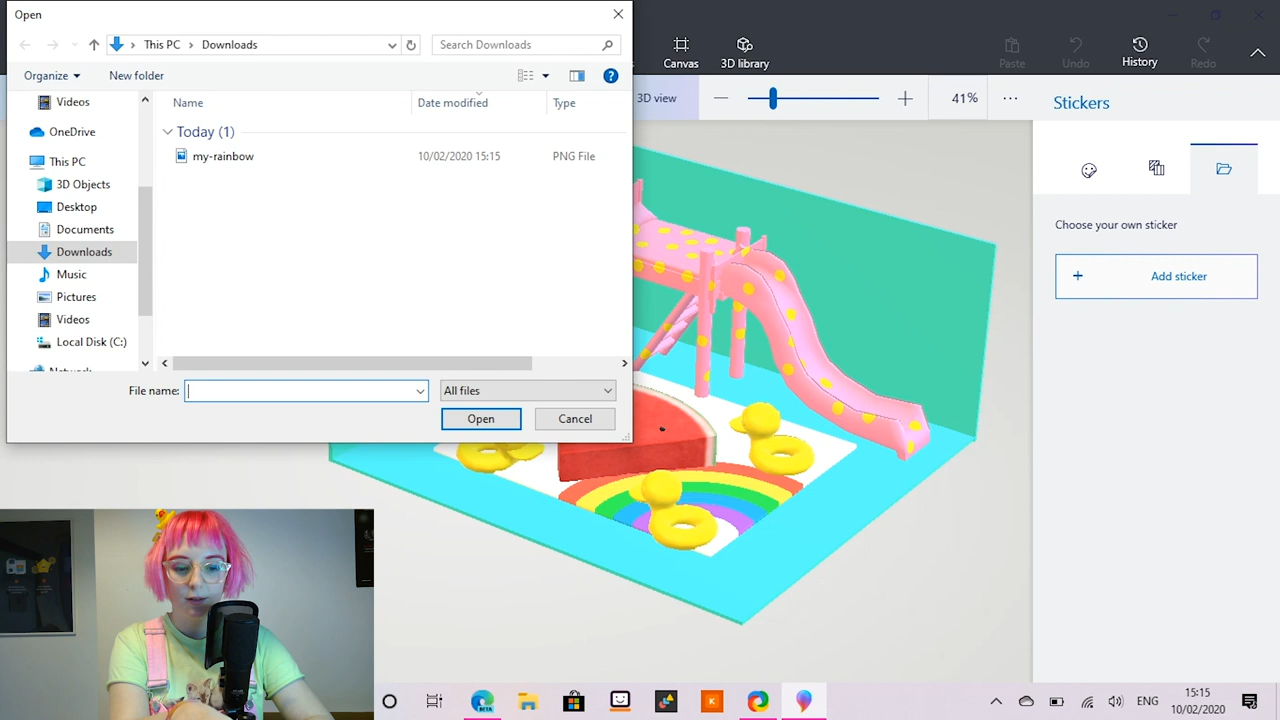 Open
This PC > Downloads
Search Downloads
Organize
New folder
Name
Date modified
Type
Videos
OneDrive
This PC
3D Objects
Desktop
Documents
Downloads
Music
Pictures
Videos
Local Disk (C:)
Network
Today (1)
my-rainbow
10/02/2020 15:15
PNG File
File name:
All files
Open
Cancel
Canvas
3D library
Paste
Undo
History
Redo
3D view
41%
Stickers
Choose your own sticker
+ Add sticker
BETA
K
ENG
15:15
10/02/2020